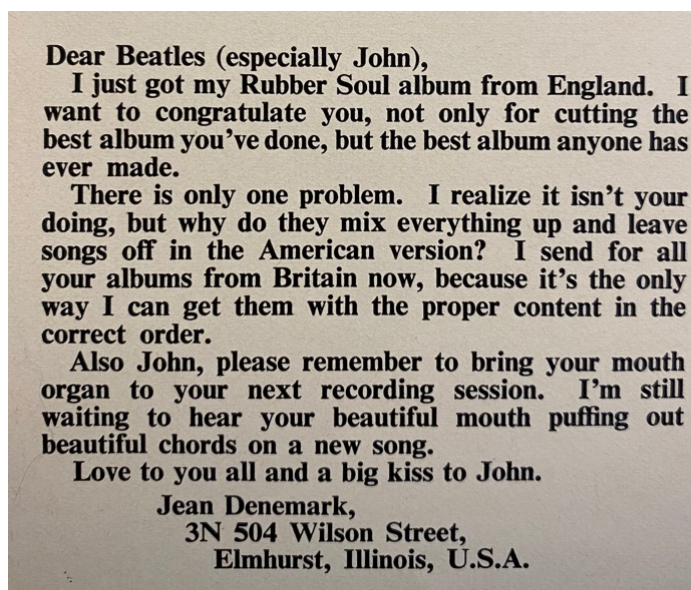 Dear Beatles (especially John),
I just got my Rubber Soul album from England. I
want to congratulate you, not only for cutting the
best album you've done, but the best album anyone has
ever made.
There is only one problem. I realize it isn't your
doing, but why do they mix everything up and leave
songs off in the American version? I send for all
your albums from Britain now, because it's the only
way I can get them with the proper content in the
correct order.
Also John, please remember to bring your mouth
organ to your next recording session. I'm still
waiting to hear your beautiful mouth puffing out
beautiful chords on a new song.
Love to you all and a big kiss to John.
Jean Denemark,
3N 504 Wilson Street,
Elmhurst, Illinois, U.S.A.